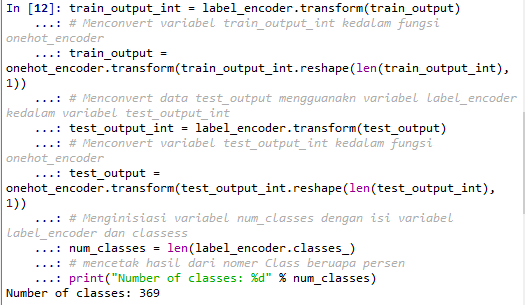 In [12]: train_output_int = label_encoder.transform(train_output)
    ...: # Menconvert variabel train_output_int kedalam fungsi
onehot_encoder
    ...: train_output =
onehot_encoder.transform(train_output_int.reshape(len(train_output_int),
1))
    ...: # Menconvert data test_output mengguanakn variabel label_encoder
kedalam variabel test_output_int
    ...: test_output_int = label_encoder.transform(test_output)
    ...: # Menconvert variabel test_output_int kedalam fungsi
onehot_encoder
    ...: test_output =
onehot_encoder.transform(test_output_int.reshape(len(test_output_int),
1))
    ...: # Menginisiasi variabel num_classes dengan isi variabel
label_encoder dan classess
    ...: num_classes = len(label_encoder.classes_)
    ...: # mencetak hasil dari nomer Class beruapa persen
    ...: print("Number of classes: %d" % num_classes)
Number of classes: 369